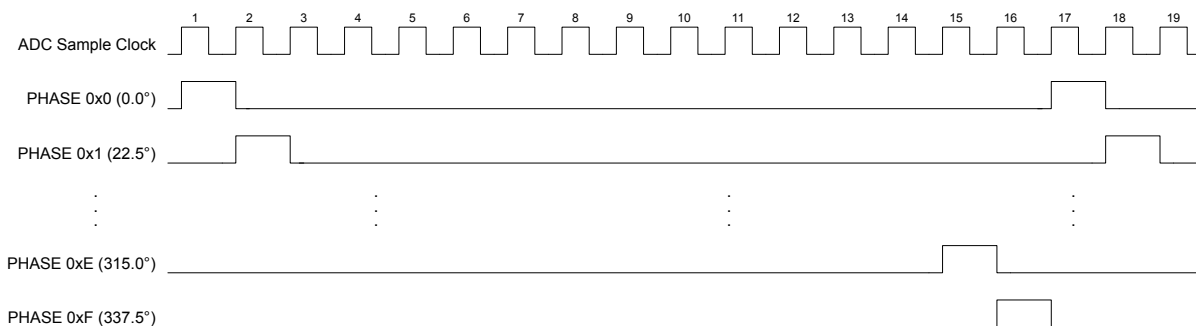 1 2 3 4 5 6 7 8 9 10 11 12 13 14 15 16 17 18 19
ADC Sample Clock
PHASE 0x0 (0.0°)
PHASE 0x1 (22.5°)
PHASE 0xE (315.0°)
PHASE 0xF (337.5°)